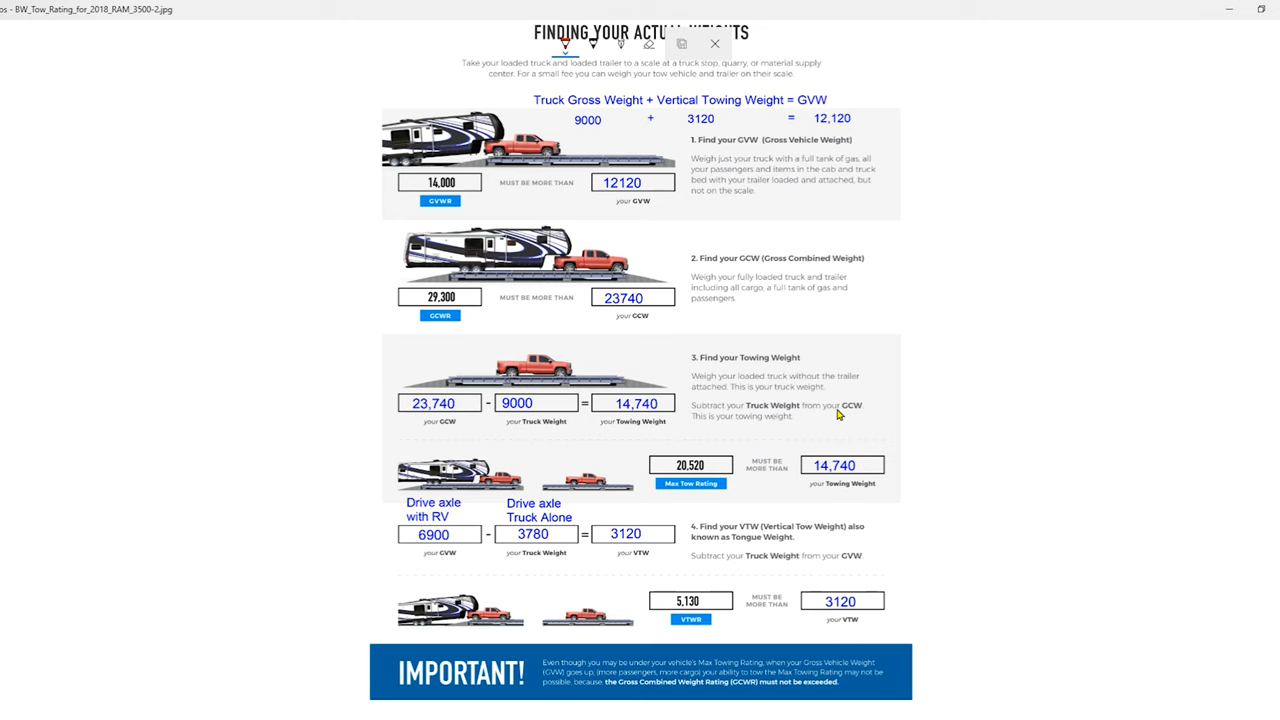 os - BW_Tow_Rating_for_2018_RAM_3500-2.jpg
FINDING YOUR ACTUAL WEIGHTS
Take your loaded truck and loaded trailer to a scale at a truck stop, quarry, or material supply
center. For a small fee you can weigh your tow vehicle and trailer on their scale.
Truck Gross Weight + Vertical Towing Weight = GVW
9000 + 3120 = 12,120
1. Find your GVW (Gross Vehicle Weight)
Weigh just your truck with a full tank of gas, all
your passengers and items in the cab and truck
bed with your trailer loaded and attached, but
not on the scale.
14,000 MUST BE MORE THAN 12120
GVWR your GVW
2. Find your GCW (Gross Combined Weight)
Weigh your fully loaded truck and trailer
including all cargo, a full tank of gas and
passengers.
29,300 MUST BE MORE THAN 23740
GCWR your GCW
3. Find your Towing Weight
Weigh your loaded truck without the trailer
attached. This is your truck weight.
Subtract your Truck Weight from your GCW.
This is your towing weight.
23,740 - 9000 = 14,740
your GCW your Truck Weight your Towing Weight
20,520 MUST BE MORE THAN 14,740
Max Tow Rating your Towing Weight
Drive axle with RV
Drive axle Truck Alone
4. Find your VTW (Vertical Tow Weight) also
known as Tongue Weight.
Subtract your Truck Weight from your GVW.
6900 - 3780 = 3120
your GVW your Truck Weight your VTW
5,130 MUST BE MORE THAN 3120
VTWR your VTW
IMPORTANT!
Even though you may be under your vehicle's Max Towing Rating, when your Gross Vehicle Weight
(GVW) goes up, (more passengers, more cargo) your ability to tow the Max Towing Rating may not be
possible, because: the Gross Combined Weight Rating (GCWR) must not be exceeded.